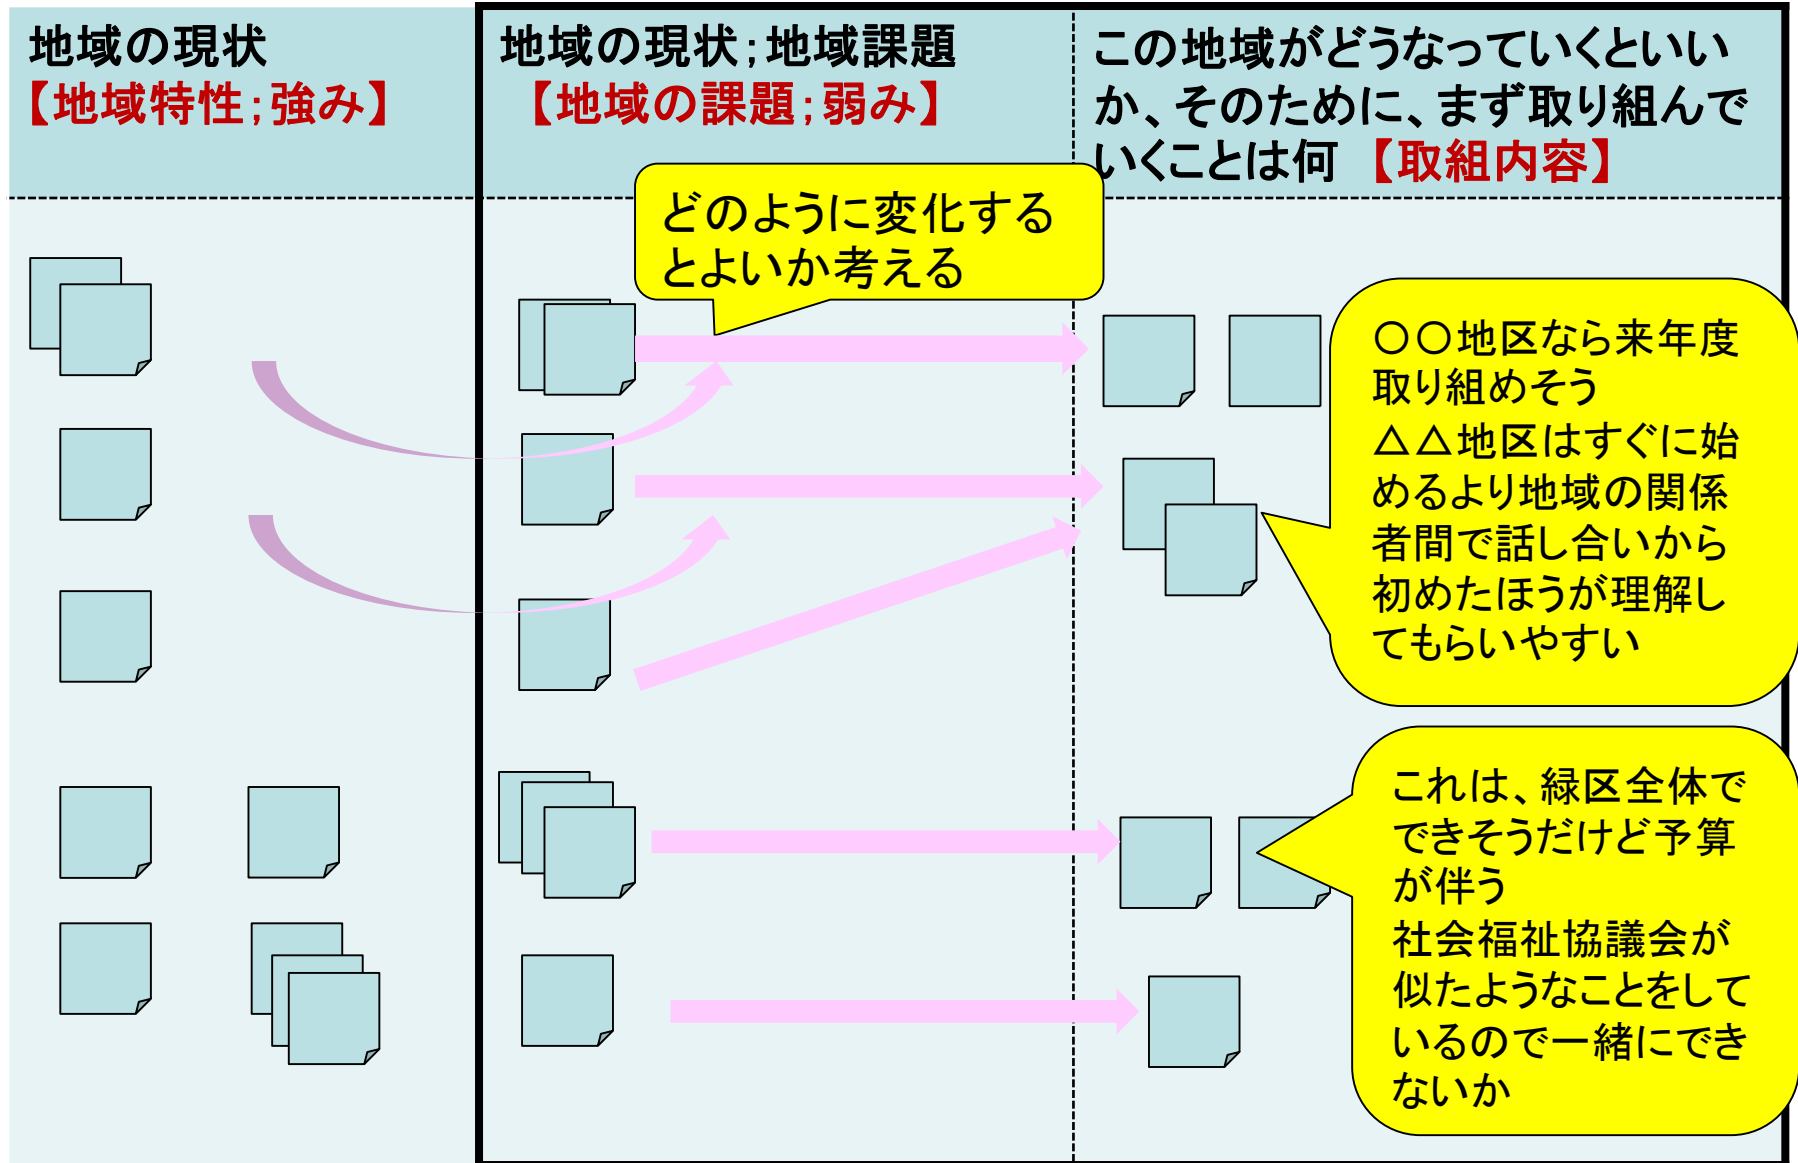 地域の現状
【地域特性;強み】
地域の現状;地域課題
【地域の課題;弱み】
この地域がどうなっていくといい
か、そのために、まず取り組んで
いくことは何 【取組内容】
どのように変化する
とよいか考える
〇〇地区なら来年度
取り組めそう
△△地区はすぐに始
めるより地域の関係
者間で話し合いから
初めたほうが理解し
てもらいやすい
これは、緑区全体で
できそうだけど予算
が伴う
社会福祉協議会が
似たようなことをして
いるので一緒にでき
ないか